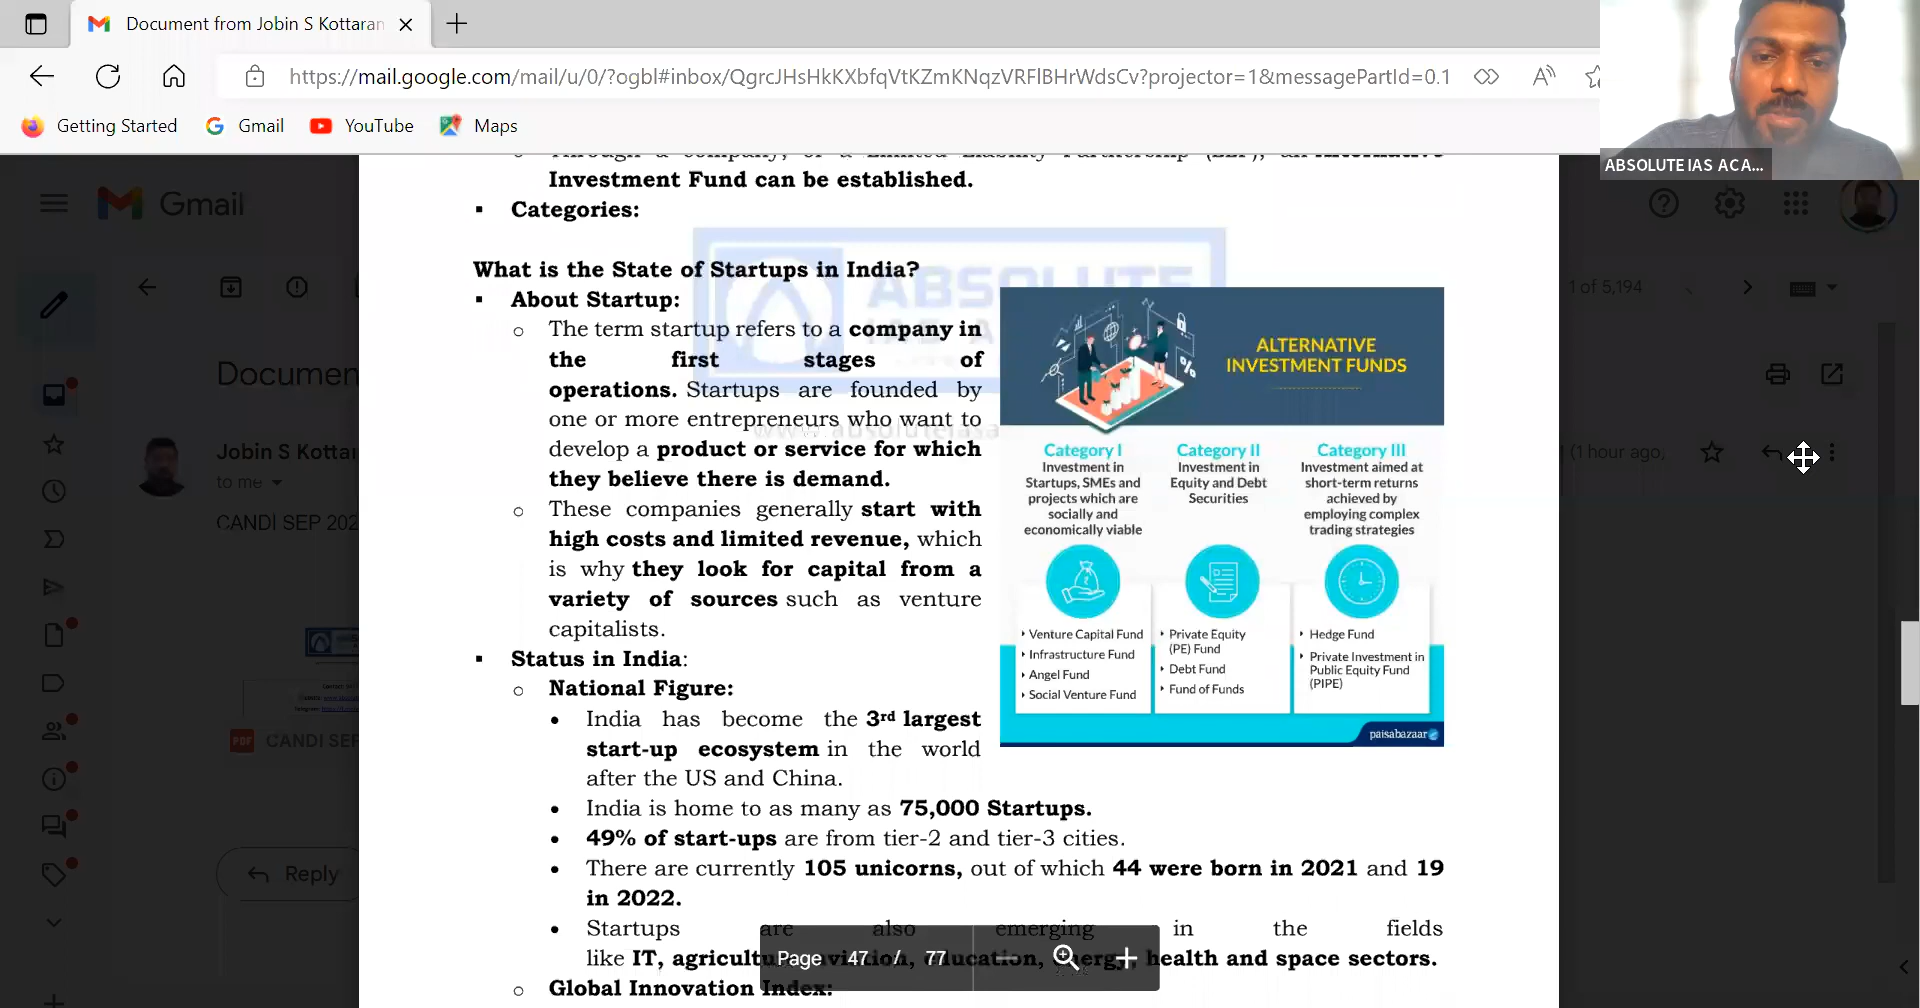 Document from Jobin S Kottaran
https://mail.google.com/mail/u/0/?ogbl#inbox/QgrcJHsHkKXbfqVtKZmKNqzVRFlBHrWdsCv?projector=1&messagePartId=0.1
Getting Started
Gmail
YouTube
Maps
ABSOLUTE IAS ACA...
Gmail
1 of 5,194
Documen
Jobin S Kottar
to me
(1 hour ago)
CANDI SEP 202
PDF
CANDI SEP
Reply
Investment Fund can be established.
▪ Categories:
ABSOLUTE
What is the State of Startups in India?
▪ About Startup:
o The term startup refers to a company in
the first stages of
operations. Startups are founded by
one or more entrepreneurs who want to
develop a product or service for which
they believe there is demand.
o These companies generally start with
high costs and limited revenue, which
is why they look for capital from a
variety of sources such as venture
capitalists.
▪ Status in India:
o National Figure:
• India has become the 3rd largest
start-up ecosystem in the world
after the US and China.
• India is home to as many as 75,000 Startups.
• 49% of start-ups are from tier-2 and tier-3 cities.
• There are currently 105 unicorns, out of which 44 were born in 2021 and 19
in 2022.
• Startups are also emerging in the fields
like IT, agriculture, aviation, education, energy, health and space sectors.
o Global Innovation Index:
ALTERNATIVE
INVESTMENT FUNDS
Category I
Investment in
Startups, SMEs and
projects which are
socially and
economically viable
Venture Capital Fund
Infrastructure Fund
Angel Fund
Social Venture Fund
Category II
Investment in
Equity and Debt
Securities
Private Equity
(PE) Fund
Debt Fund
Fund of Funds
Category III
Investment aimed at
short-term returns
achieved by
employing complex
trading strategies
Hedge Fund
Private Investment in
Public Equity Fund
(PIPE)
paisabazaar
Page 47 / 77